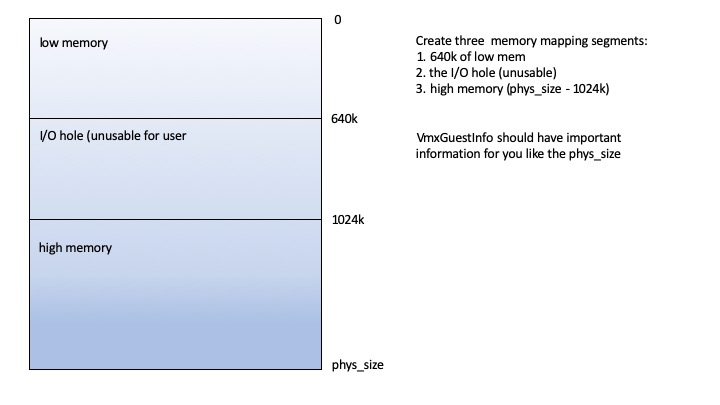 low memory
0
I/O hole (unusable for user
640k
high memory
1024k
phys_size
Create three memory mapping segments:
1. 640k of low mem
2. the I/O hole (unusable)
3. high memory (phys_size - 1024k)
VmxGuestInfo should have important
information for you like the phys_size